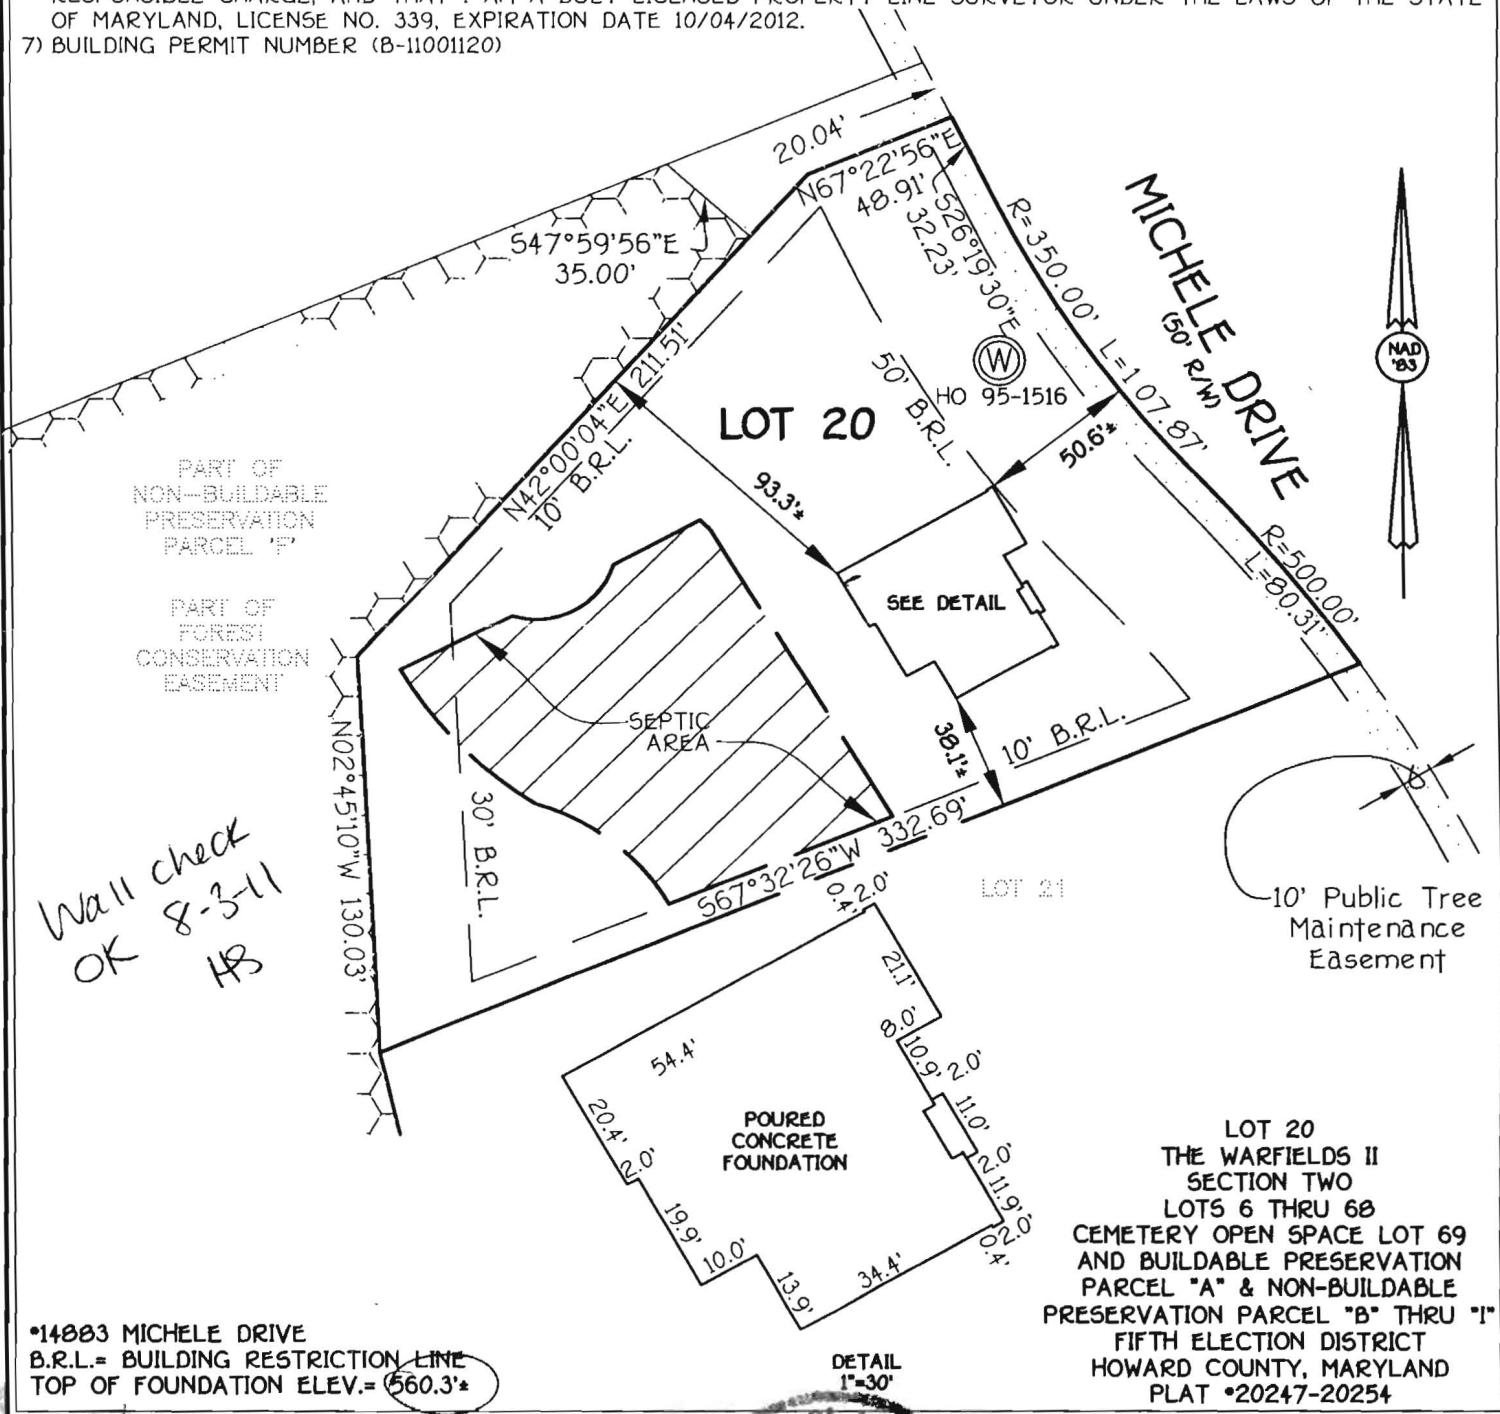 OF MARYLAND, LICENSE NO. 339, EXPIRATION DATE 10/04/2012.
7) BUILDING PERMIT NUMBER (B-11001120)
20.04'
N67°22'56"E
48.91'
S26°19'30"E
32.23'
S47°59'56"E
35.00'
R=350.00' L=107.87'
MICHELE DRIVE
(50' R/W)
NAD
'83
N42°00'04"E 211.51'
10' B.R.L.
LOT 20
50' B.R.L.
W
HO 95-1516
50.6'±
93.3'±
R=500.00'
L=80.31'
PART OF
NON-BUILDABLE
PRESERVATION
PARCEL 'F'
PART OF
FOREST
CONSERVATION
EASEMENT
SEE DETAIL
SEPTIC
AREA
38.1'±
10' B.R.L.
N02°45'10"W 130.03'
30' B.R.L.
S67°32'26"W 332.69'
LOT 21
10' Public Tree
Maintenance
Easement
Wall check
OK 8-3-11
HS
0.4'
2.0'
21.1'
8.0'
10.9'
2.0'
11.0'
2.0'
11.9'
2.0'
0.4'
54.4'
20.4'
2.0'
19.9'
10.0'
13.9'
34.4'
POURED
CONCRETE
FOUNDATION
LOT 20
THE WARFIELDS II
SECTION TWO
LOTS 6 THRU 68
CEMETERY OPEN SPACE LOT 69
AND BUILDABLE PRESERVATION
PARCEL "A" & NON-BUILDABLE
PRESERVATION PARCEL "B" THRU "I"
FIFTH ELECTION DISTRICT
HOWARD COUNTY, MARYLAND
PLAT #20247-20254
#14883 MICHELE DRIVE
B.R.L.= BUILDING RESTRICTION LINE
TOP OF FOUNDATION ELEV.= 560.3'±
DETAIL
1"=30'